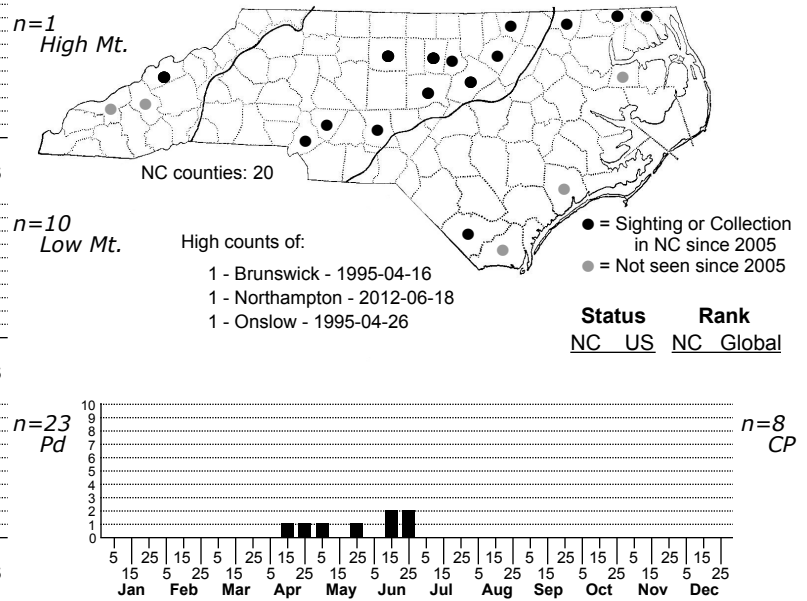 n=1
High Mt.
NC counties: 20
n=10
Low Mt.
High counts of:
1 - Brunswick - 1995-04-16
1 - Northampton - 2012-06-18
1 - Onslow - 1995-04-26
= Sighting or Collection
in NC since 2005
= Not seen since 2005
Status Rank
NC US NC Global
n=23
Pd
n=8
CP
10
9
8
7
6
5
4
3
2
1
0
5 25 15 5 25 15 5 25 15 5 25 15 5 25 15 5 25 15
15 5 25 15 5 25 15 5 25 15 5 25 15 5 25 15 5 25
Jan Feb Mar Apr May Jun Jul Aug Sep Oct Nov Dec